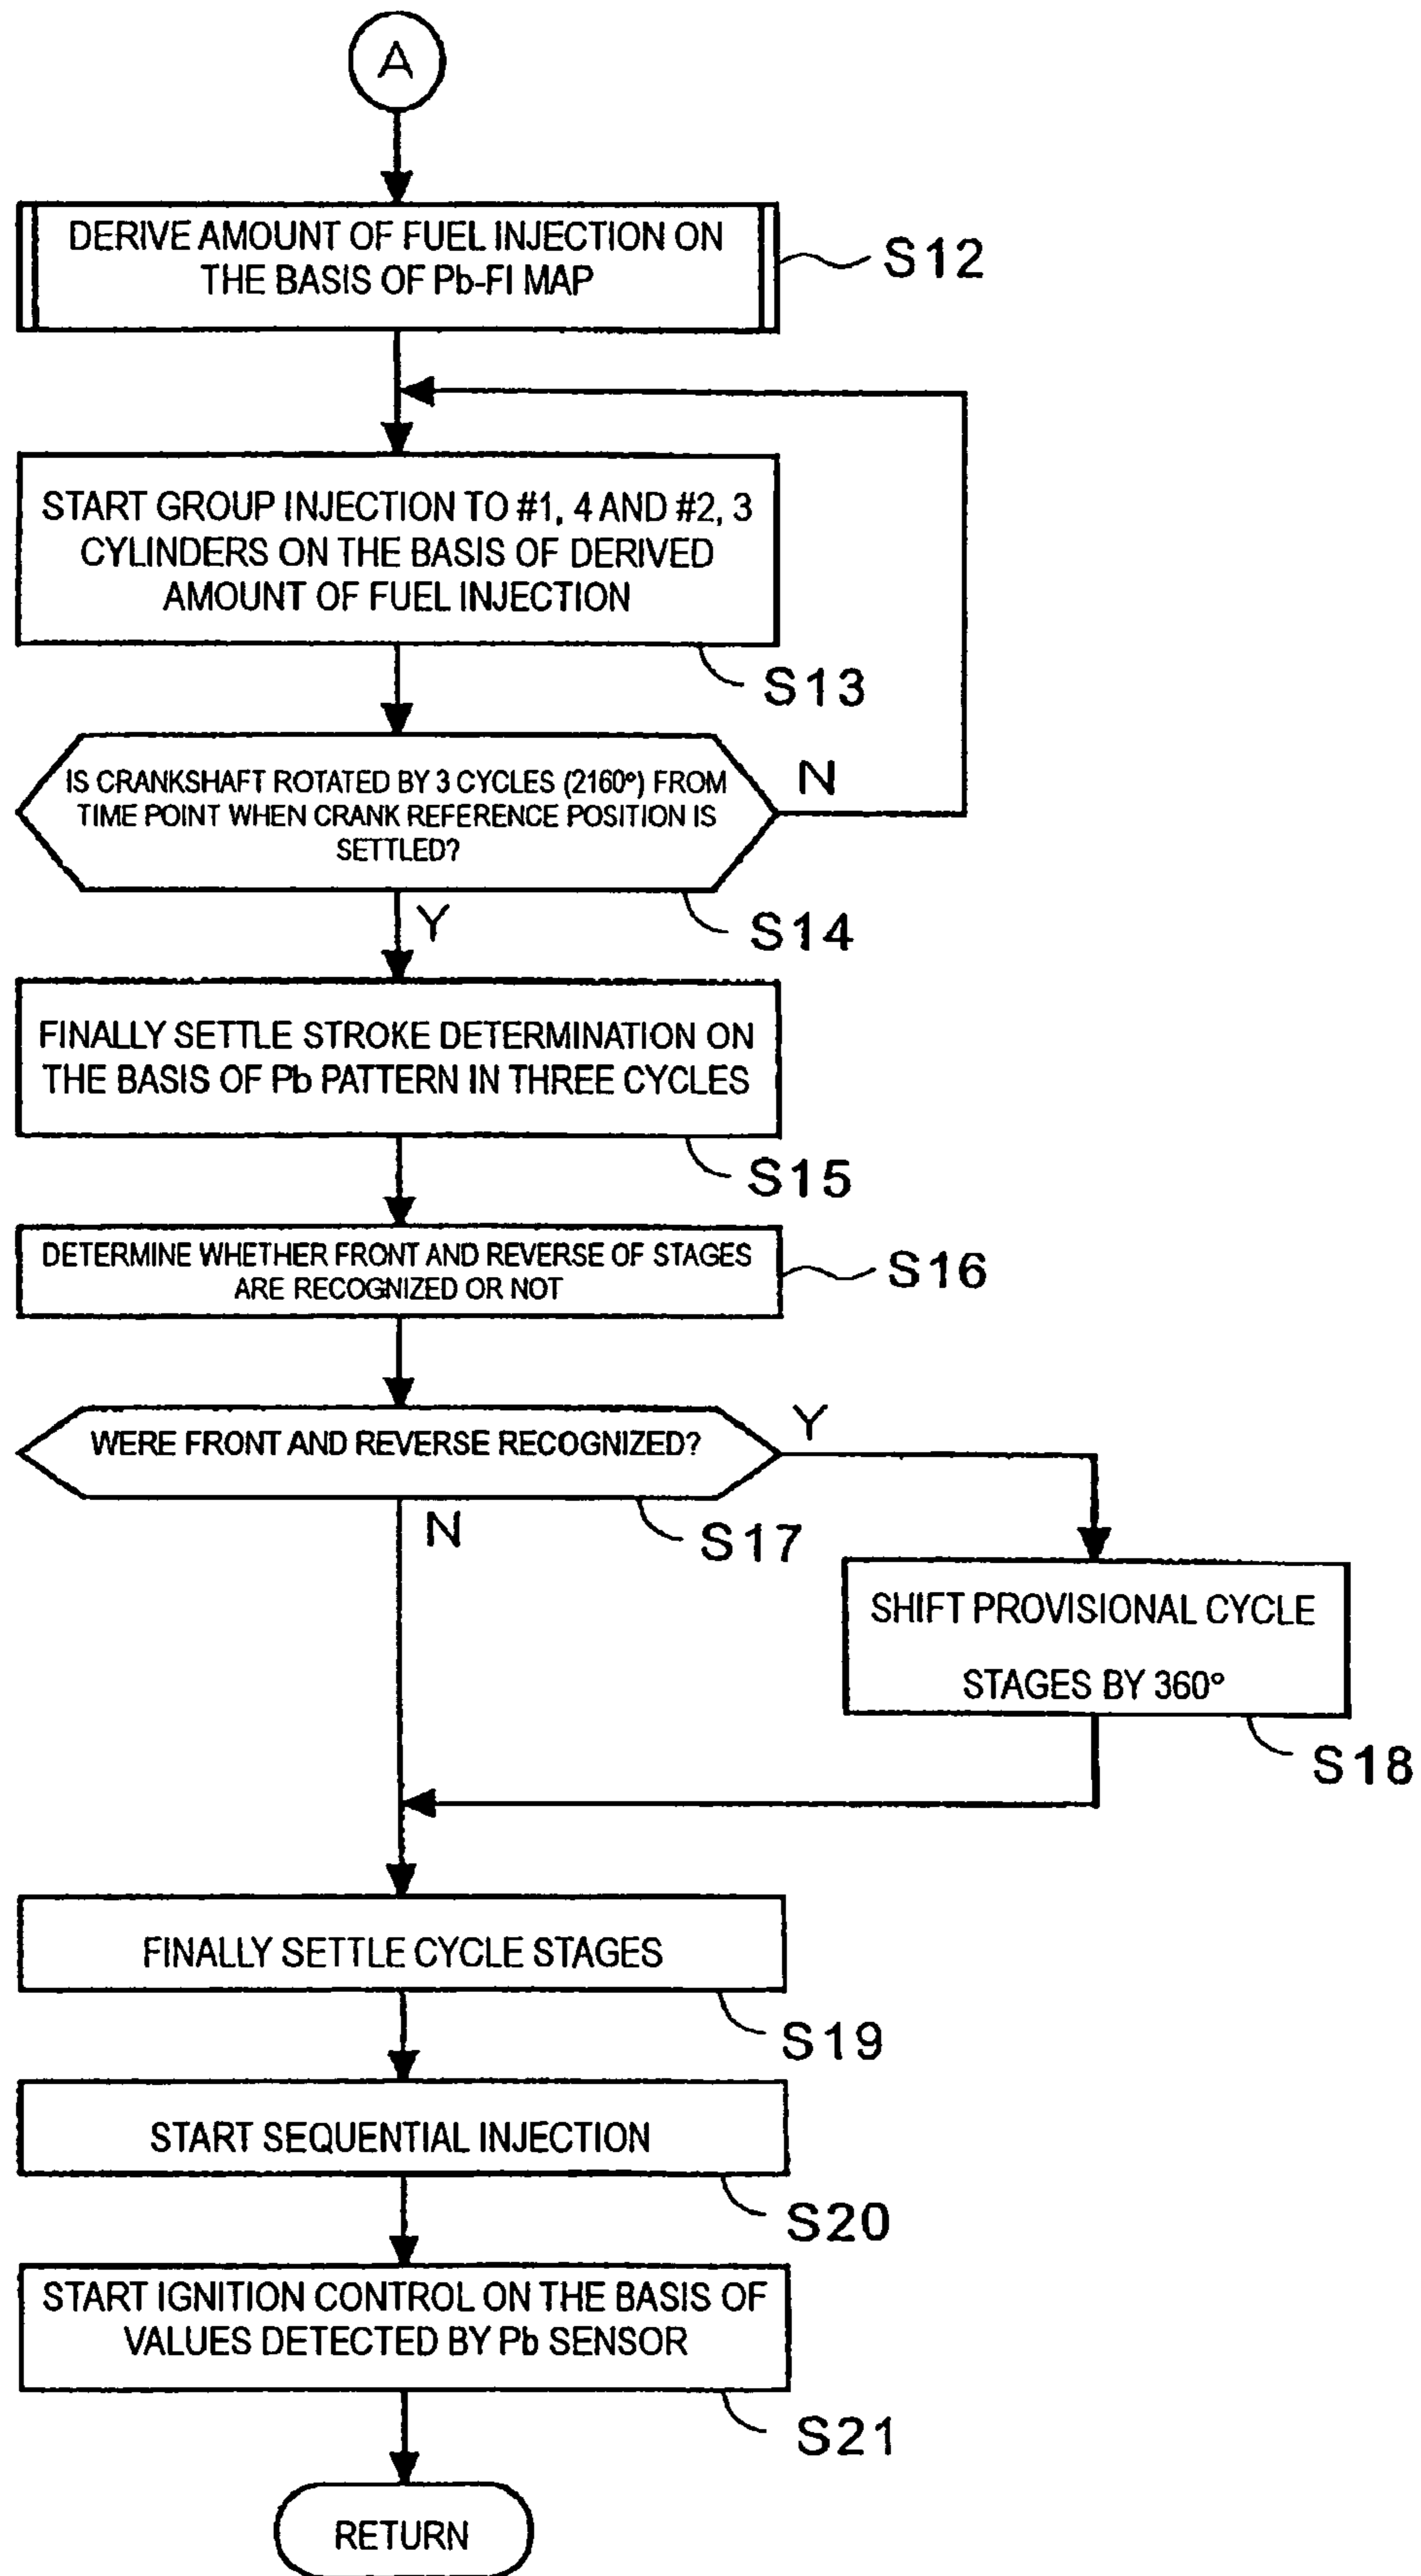 A
DERIVE AMOUNT OF FUEL INJECTION ON
THE BASIS OF Pb-FI MAP
S12
START GROUP INJECTION TO #1, 4 AND #2, 3
CYLINDERS ON THE BASIS OF DERIVED
AMOUNT OF FUEL INJECTION
S13
IS CRANKSHAFT ROTATED BY 3 CYCLES (2160°) FROM
TIME POINT WHEN CRANK REFERENCE POSITION IS
SETTLED?
N
Y
S14
FINALLY SETTLE STROKE DETERMINATION ON
THE BASIS OF Pb PATTERN IN THREE CYCLES
S15
DETERMINE WHETHER FRONT AND REVERSE OF STAGES
ARE RECOGNIZED OR NOT
S16
WERE FRONT AND REVERSE RECOGNIZED?
Y
N
S17
SHIFT PROVISIONAL CYCLE
STAGES BY 360°
S18
FINALLY SETTLE CYCLE STAGES
S19
START SEQUENTIAL INJECTION
S20
START IGNITION CONTROL ON THE BASIS OF
VALUES DETECTED BY Pb SENSOR
S21
RETURN